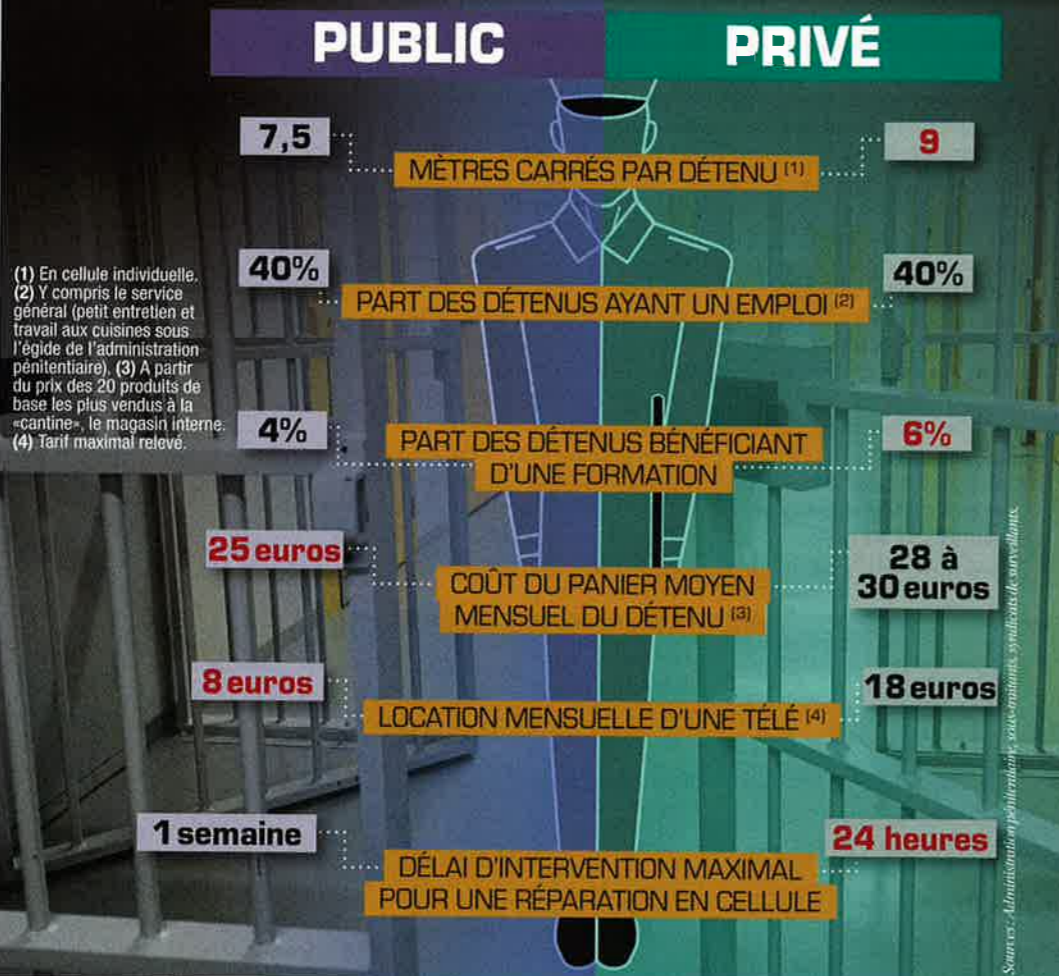 PUBLIC
PRIVÉ
7,5
MÈTRES CARRÉS PAR DÉTENU (1)
9
40%
PART DES DÉTENUS AYANT UN EMPLOI (2)
40%
(1) En cellule individuelle.
(2) Y compris le service
général (petit entretien et
travail aux cuisines sous
l'égide de l'administration
pénitentiaire). (3) A partir
du prix des 20 produits de
base les plus vendus à la
«cantine», le magasin interne.
(4) Tarif maximal relevé.
4%
PART DES DÉTENUS BÉNÉFICIANT
D'UNE FORMATION
6%
25 euros
COÛT DU PANIER MOYEN
MENSUEL DU DÉTENU (3)
28 à
30 euros
8 euros
LOCATION MENSUELLE D'UNE TÉLÉ (4)
18 euros
1 semaine
DÉLAI D'INTERVENTION MAXIMAL
POUR UNE RÉPARATION EN CELLULE
24 heures
Sources : Administration pénitentiaire, sous-traitants, syndicats de surveillants.